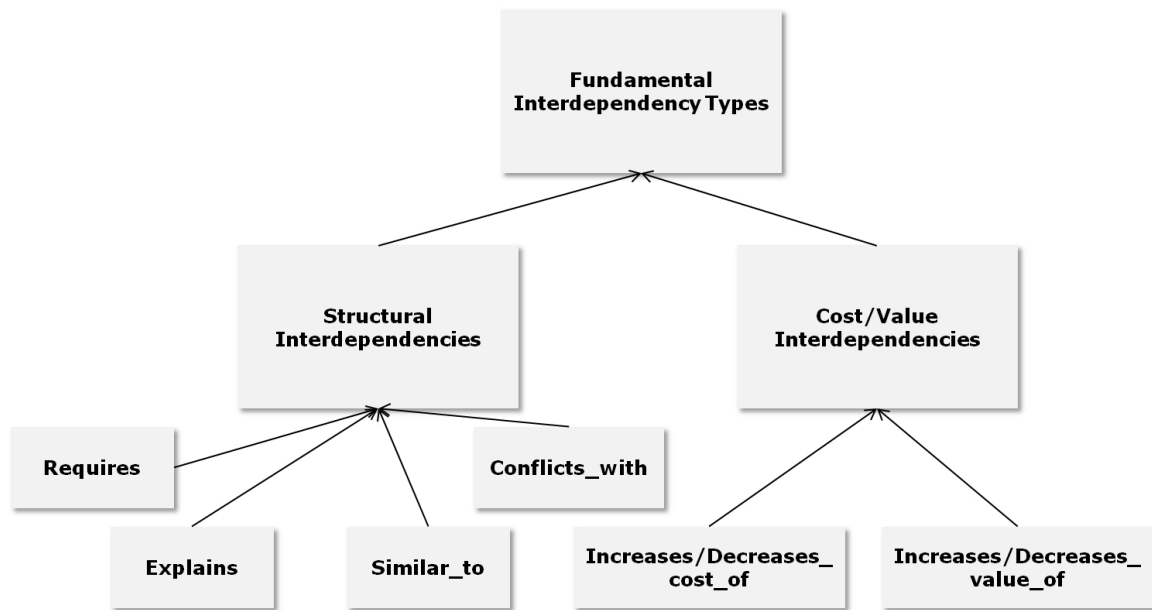 Fundamental
Interdependency Types
Structural
Interdependencies
Cost/Value
Interdependencies
Requires
Conflicts_with
Explains
Similar_to
Increases/Decreases_
cost_of
Increases/Decreases_
value_of